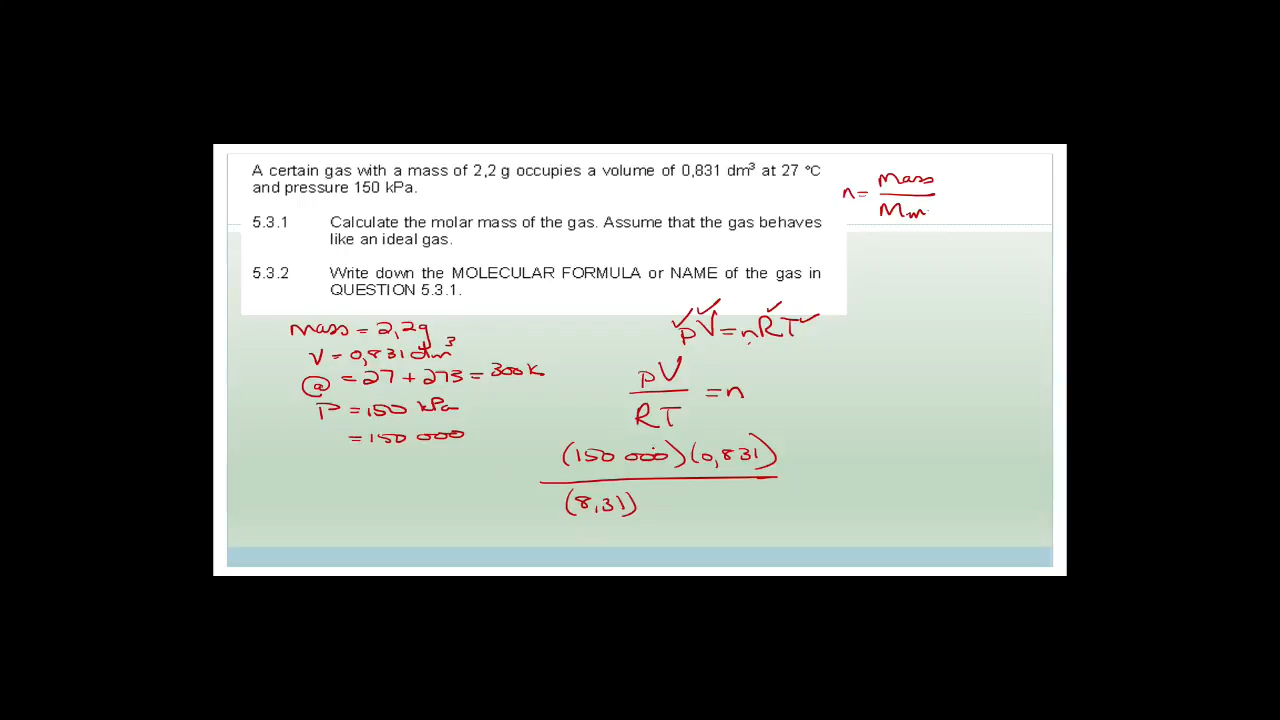 A certain gas with a mass of 2,2 g occupies a volume of 0,831 dm³ at 27 °C
and pressure 150 kPa.
5.3.1 Calculate the molar mass of the gas. Assume that the gas behaves
like an ideal gas.
5.3.2 Write down the MOLECULAR FORMULA or NAME of the gas in
QUESTION 5.3.1.
n = Mass
Mm
mass = 2,2g
V = 0,831 dm³
@ = 27 + 273 = 300K
P = 150 kPa
= 150 000
✓pV✓ = nR✓T✓
pV
RT
= n
(150 000)(0,831)
(8,31)